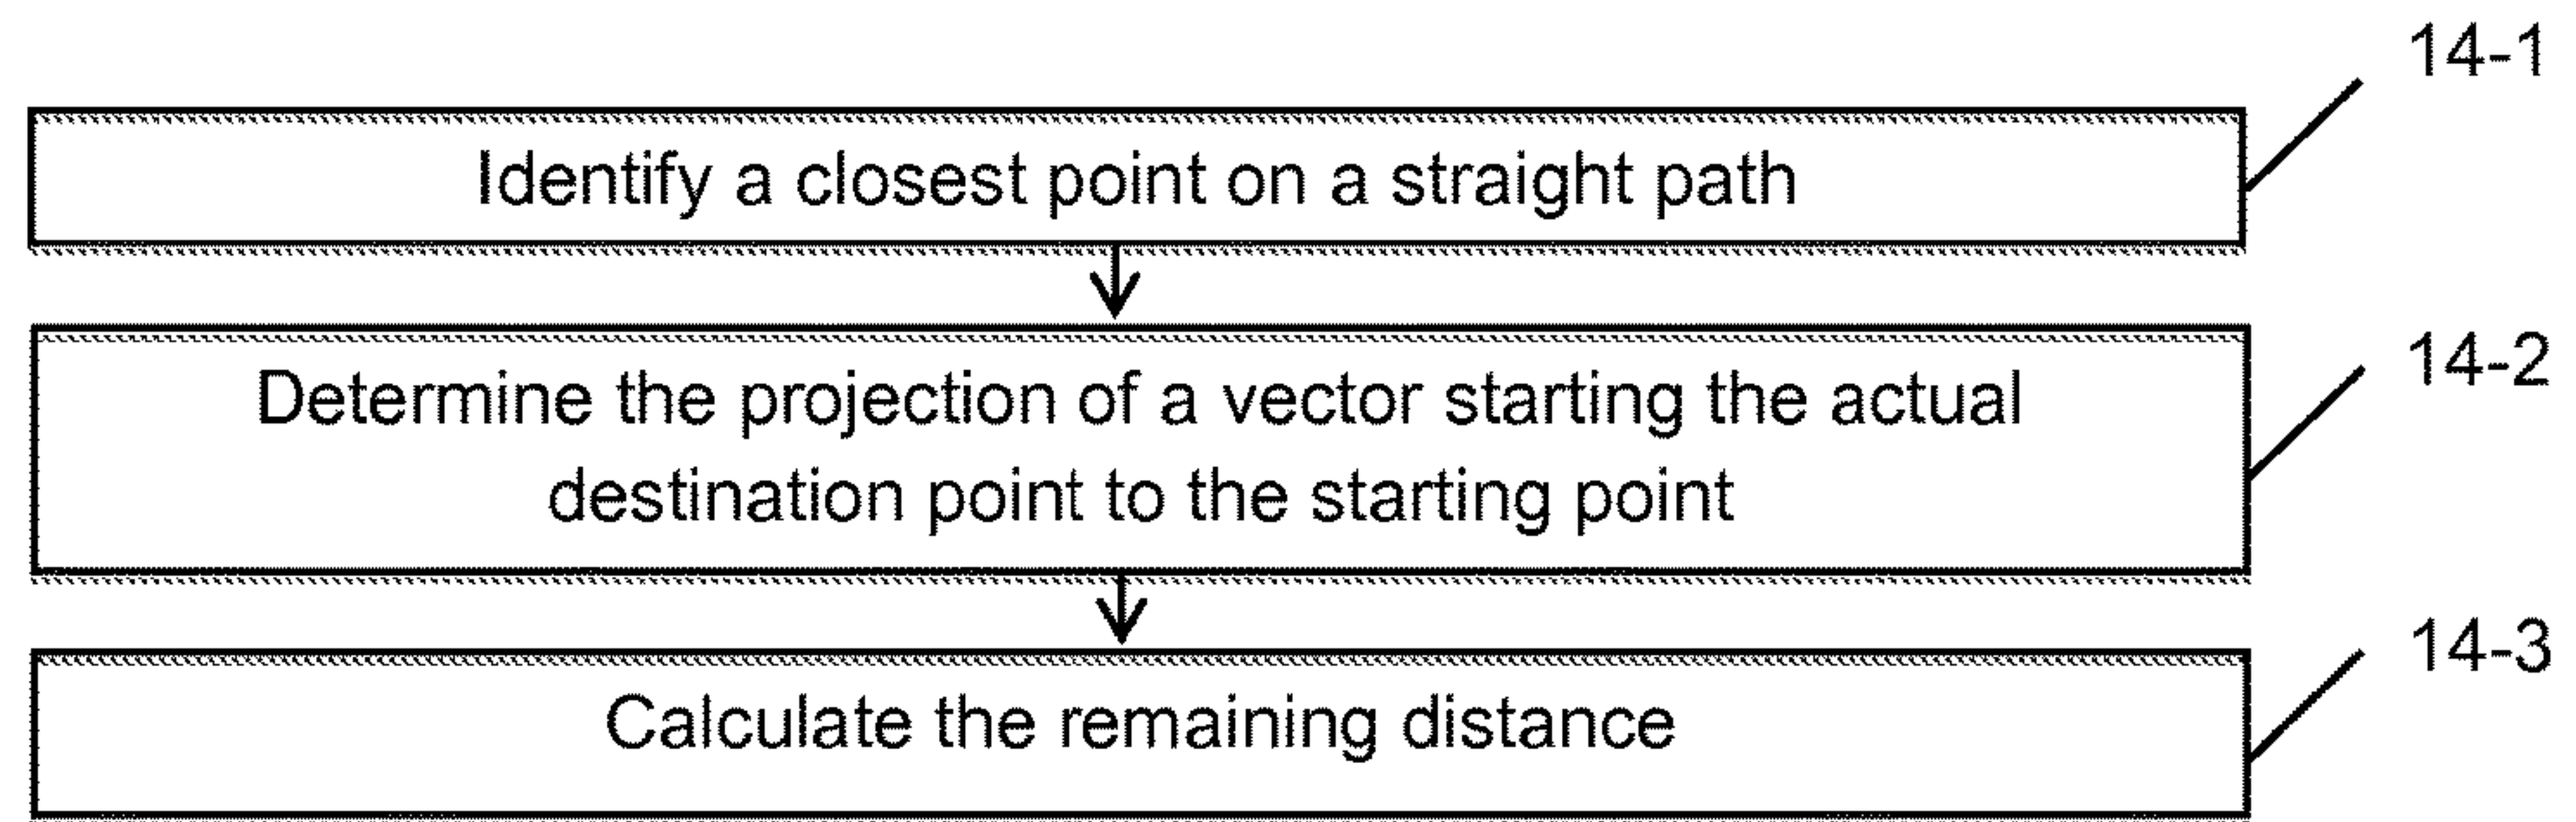 14-1
Identify a closest point on a straight path
14-2
Determine the projection of a vector starting the actual
destination point to the starting point
14-3
Calculate the remaining distance